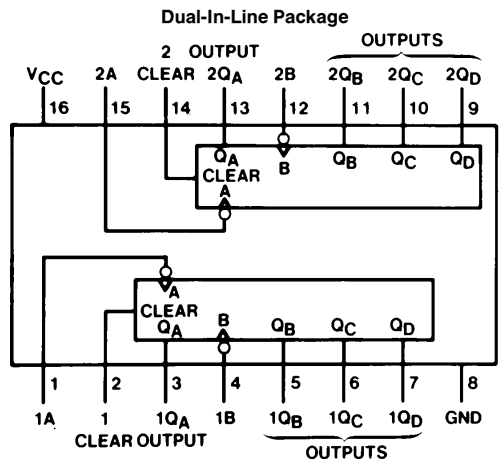 Dual-In-Line Package
2 OUTPUT OUTPUTS
VCC 2A CLEAR 2QA 2B 2QB 2QC 2QD
16 15 14 13 12 11 10 9
QA B QB QC QD
CLEAR
A
A
CLEAR
QA B QB QC QD
1 2 3 4 5 6 7 8
1A 1 1QA 1B 1QB 1QC 1QD GND
CLEAR OUTPUT OUTPUTS